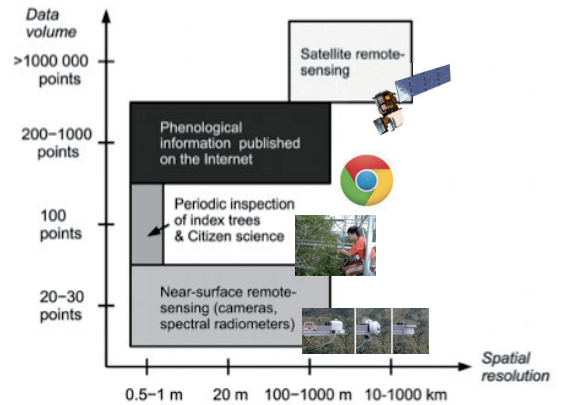 Data
volume
>1000 000
points
Satellite remote-
sensing
200−1000
points
Phenological
information published
on the Internet
100
points
Periodic inspection
of index trees
& Citizen science
20−30
points
Near-surface remote-
sensing (cameras,
spectral radiometers)
Spatial
resolution
0.5−1 m
20 m
100−1000 m
10-1000 km